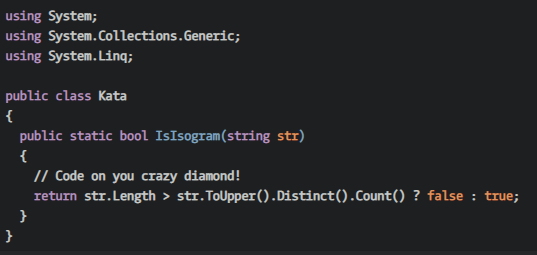 using System;
using System.Collections.Generic;
using System.Linq;
public class Kata
{
public static bool IsIsogram(string str)
{
// Code on you crazy diamond!
return str.Length > str.ToUpper().Distinct().Count() ? false : true;
}
}